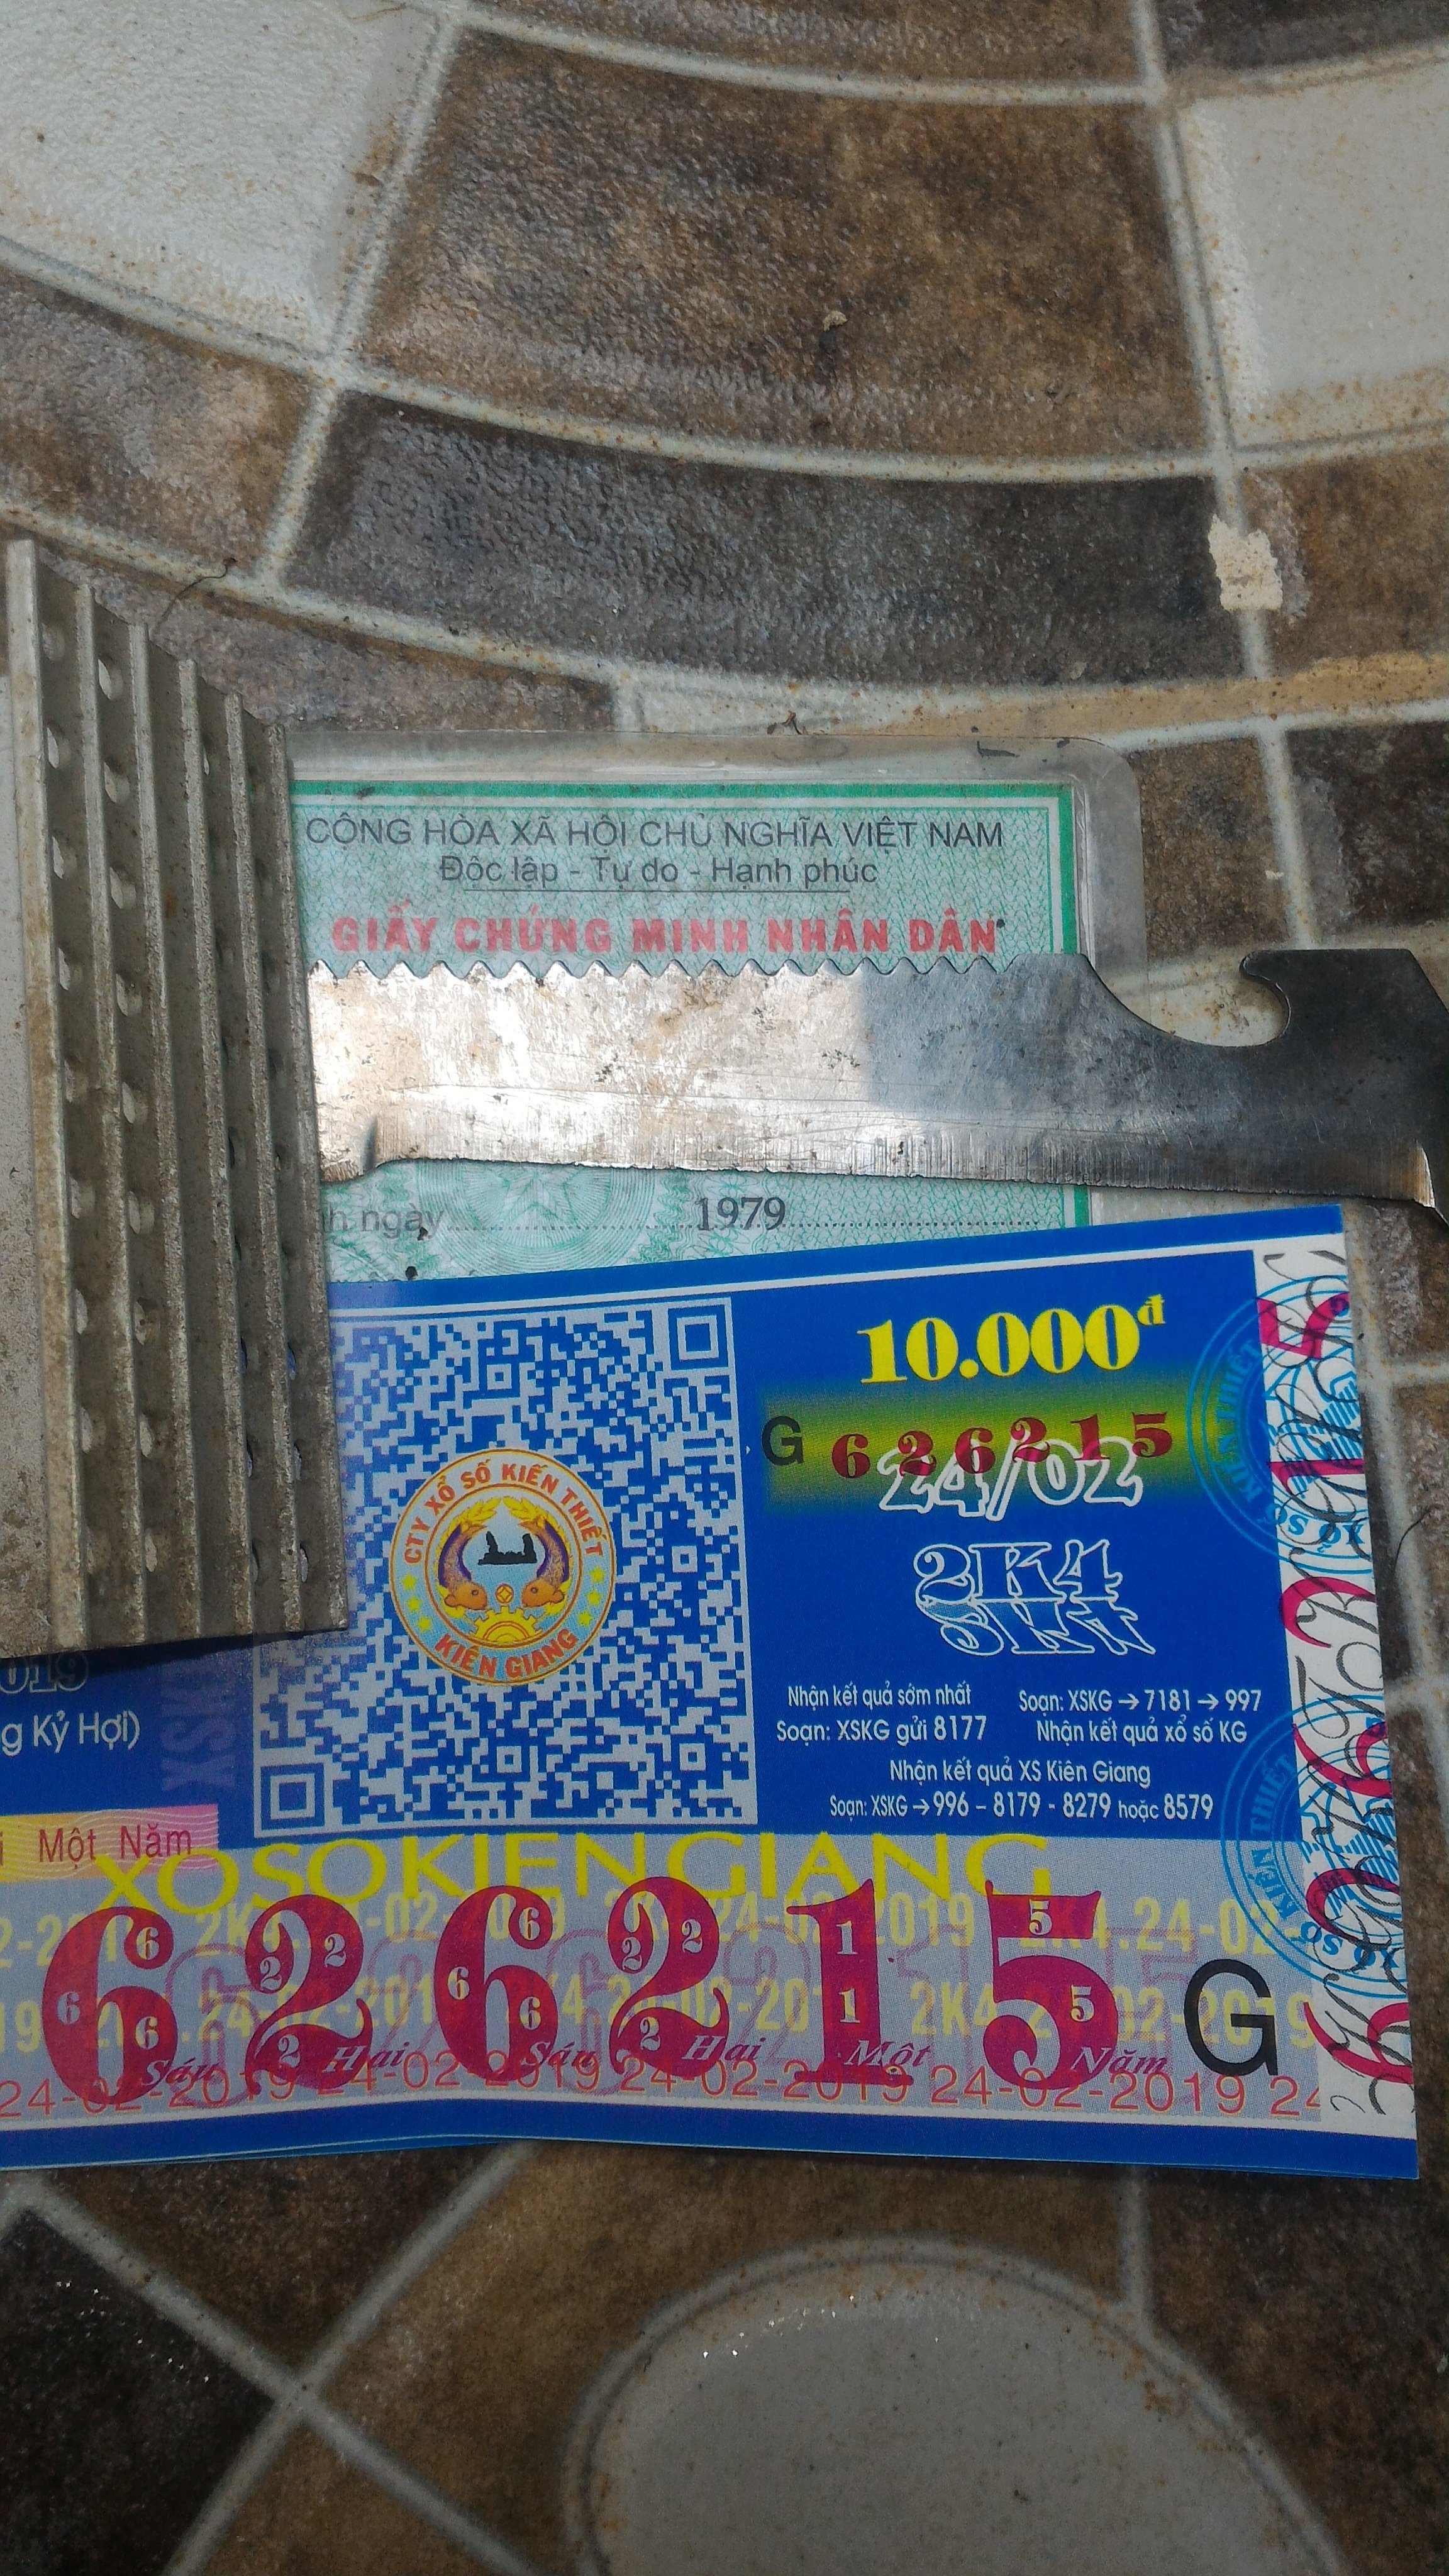 CỘNG HÒA XÃ HỘI CHỦ NGHĨA VIỆT NAM
Độc lập - Tự do - Hạnh phúc
GIẤY CHỨNG MINH NHÂN DÂN
ngày 1979
10.000đ
G 626215
24/02
2K4
CTY XỔ SỐ KIẾN THIẾT
KIÊN GIANG
Nhận kết quả sớm nhất
Soạn: XSKG gửi 8177
Soạn: XSKG → 7181 → 997
Nhận kết quả xổ số KG
Nhận kết quả XS Kiên Giang
Soạn: XSKG → 996 – 8179 - 8279 hoặc 8579
g Kỷ Hợi)
Một Năm
XOSOKIENGIANG
626215 G
Sáu Hai Sáu Hai Một Năm
24-02-2019 24-02-2019 24-02-2019 24-02-2019 24